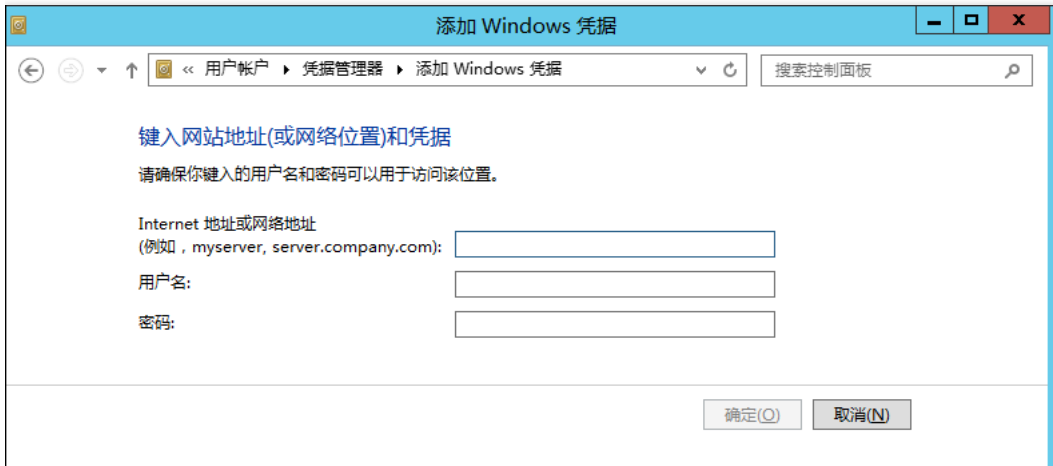 添加 Windows 凭据
« 用户帐户 ▸ 凭据管理器 ▸ 添加 Windows 凭据
搜索控制面板
键入网站地址(或网络位置)和凭据
请确保你键入的用户名和密码可以用于访问该位置。
Internet 地址或网络地址
(例如，myserver, server.company.com):
用户名:
密码:
确定(O)
取消(N)